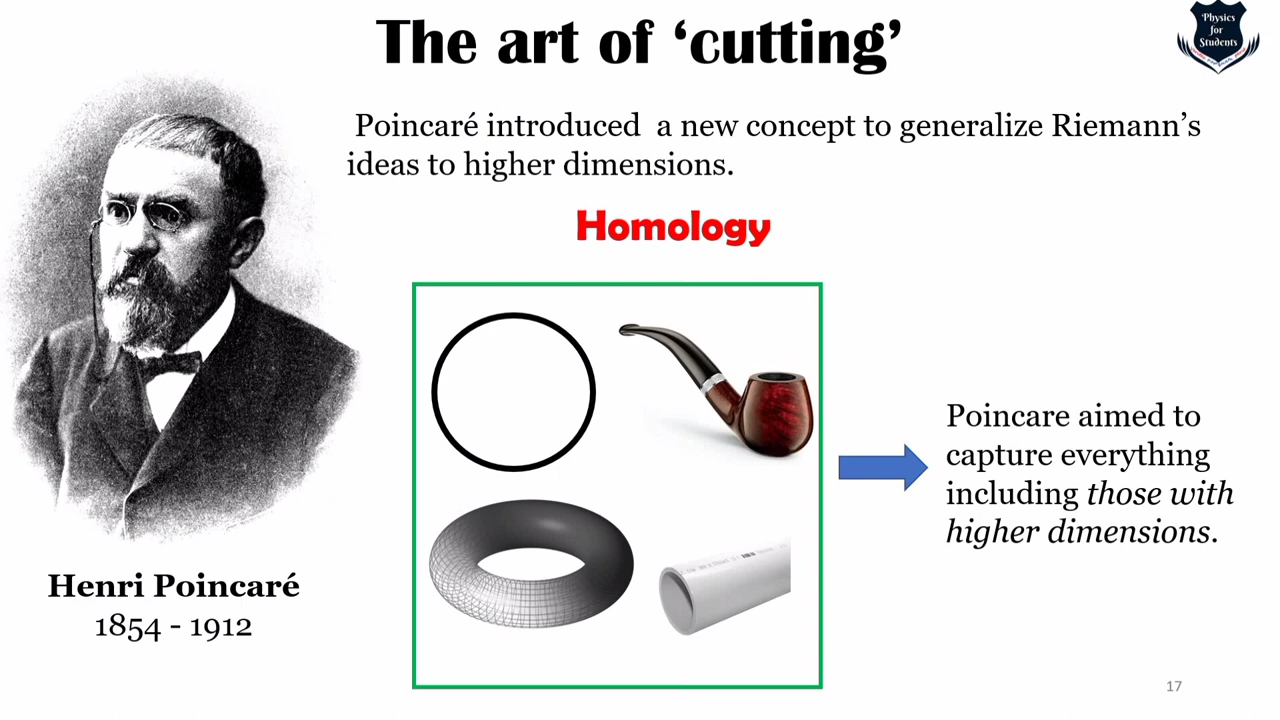 The art of ‘cutting’
Physics
for
Students
Poincaré introduced a new concept to generalize Riemann’s
ideas to higher dimensions.
Homology
Poincare aimed to
capture everything
including those with
higher dimensions.
Henri Poincaré
1854 - 1912
17